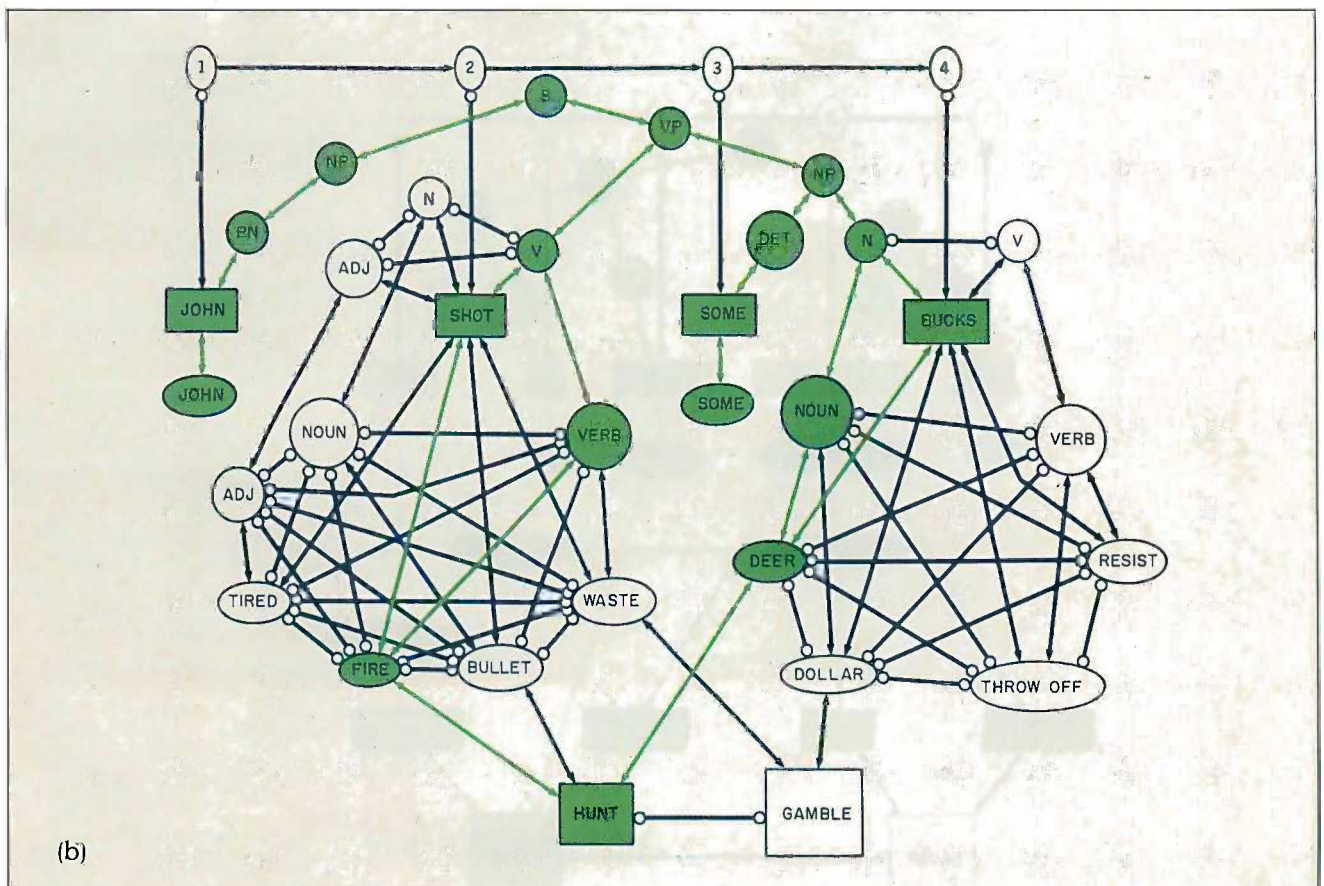 1 2 3 4
S
VP
NP NP
N
PN V DET N V
ADJ
JOHN SHOT SOME BUCKS
JOHN SOME
NOUN VERB NOUN VERB
ADJ
DEER RESIST
TIRED WASTE
FIRE BULLET DOLLAR THROW OFF
HUNT GAMBLE
(b)